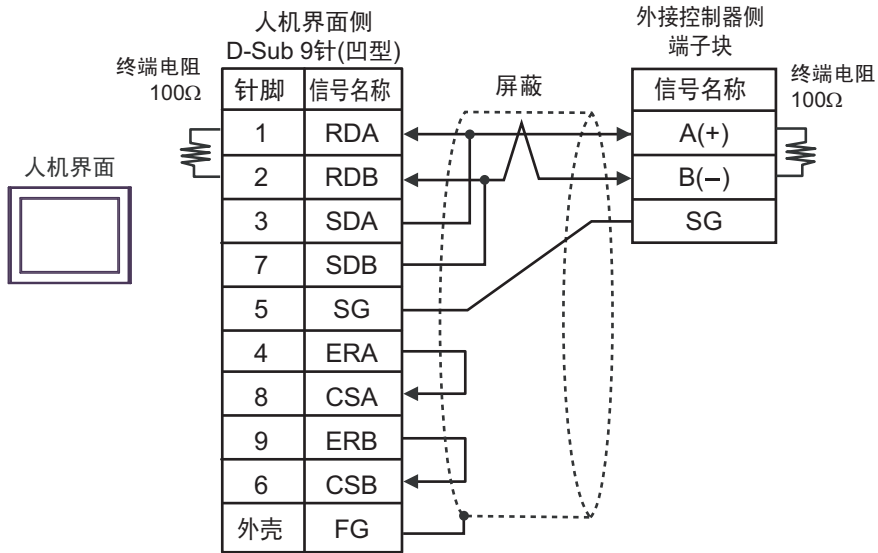 人机界面侧
D-Sub 9针(凹型)
外接控制器侧
端子块
终端电阻
100Ω
针脚 信号名称
屏蔽
信号名称
终端电阻
100Ω
1 RDA
A(+)
人机界面
2 RDB
B(−)
3 SDA
SG
7 SDB
5 SG
4 ERA
8 CSA
9 ERB
6 CSB
外壳 FG